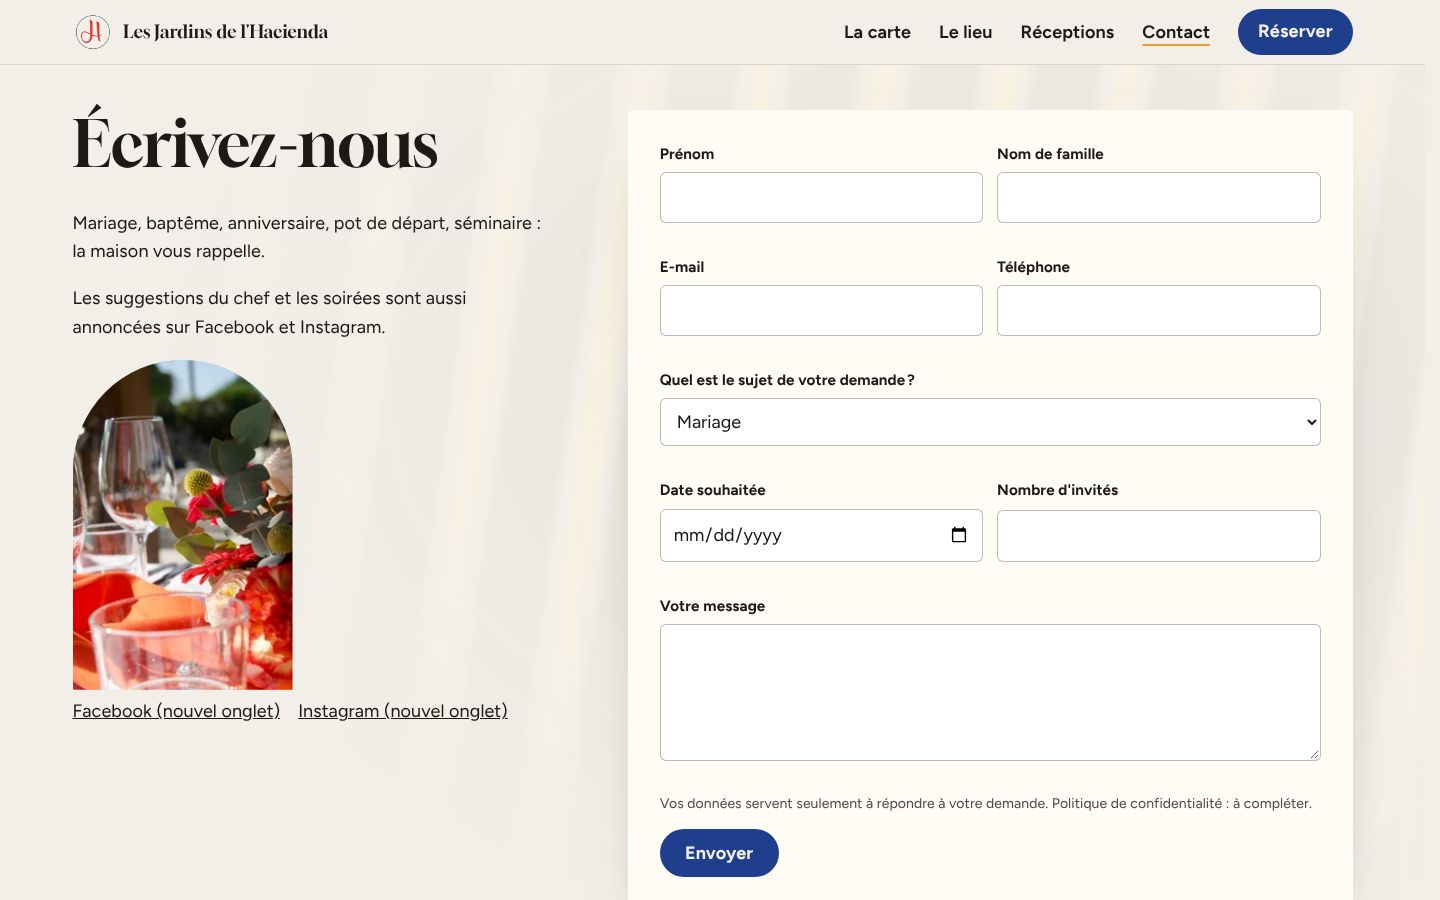 Les Jardins de l'Hacienda
La carte
Le lieu
Réceptions
Contact
Réserver
Écrivez-nous
Mariage, baptême, anniversaire, pot de départ, séminaire :
la maison vous rappelle.
Les suggestions du chef et les soirées sont aussi
annoncées sur Facebook et Instagram.
Facebook (nouvel onglet)
Instagram (nouvel onglet)
Prénom
Nom de famille
E-mail
Téléphone
Quel est le sujet de votre demande ?
Mariage
Date souhaitée
Nombre d'invités
mm/dd/yyyy
Votre message
Vos données servent seulement à répondre à votre demande. Politique de confidentialité : à compléter.
Envoyer